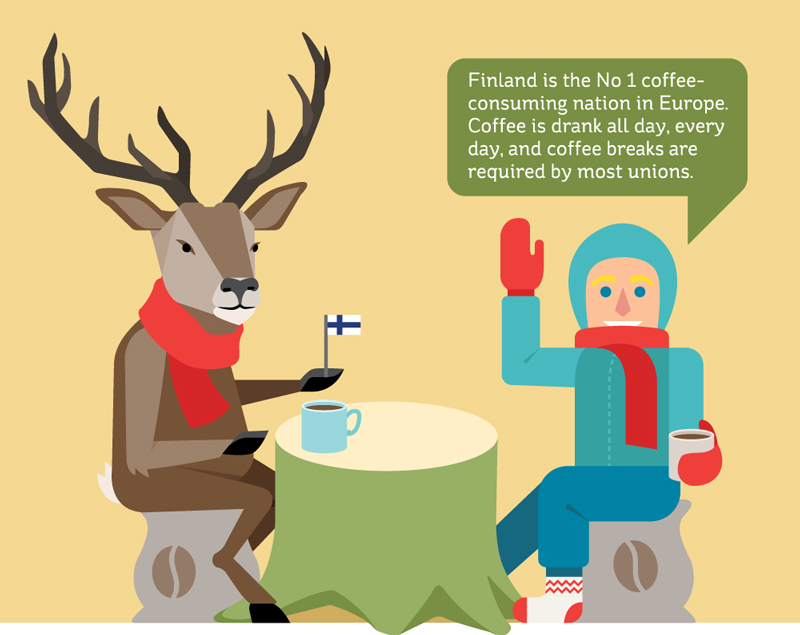 Finland is the No 1 coffee-
consuming nation in Europe.
Coffee is drank all day, every
day, and coffee breaks are
required by most unions.